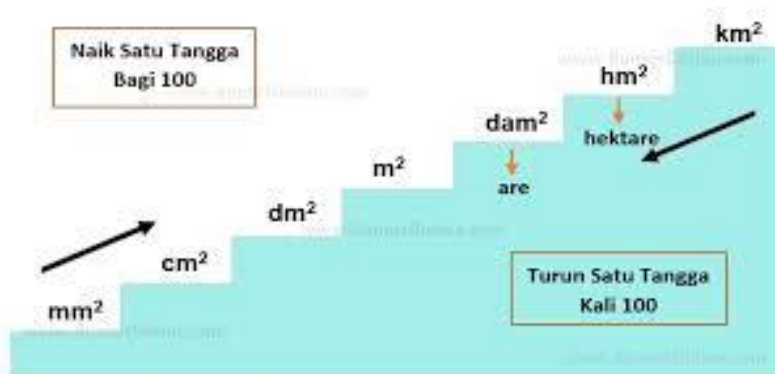 Naik Satu Tangga
Bagi 100
km²
hm²
hektare
dam²
are
m²
dm²
cm²
mm²
Turun Satu Tangga
Kali 100